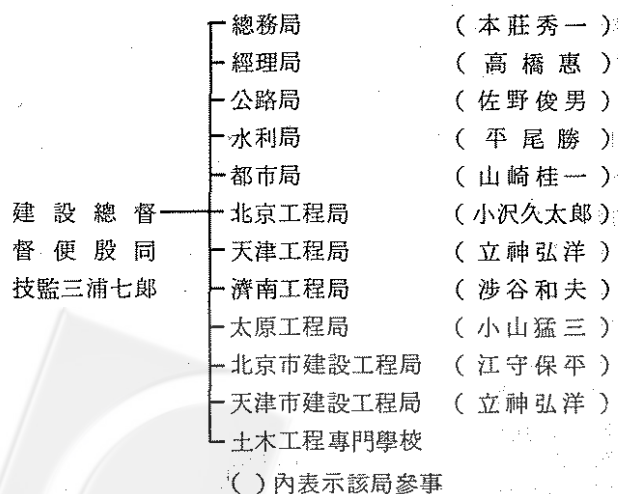 總務局 (本莊秀一)
經理局 (高橋惠)
公路局 (佐野俊男)
水利局 (平尾勝)
都市局 (山崎桂一)
建設總督 北京工程局 (小沢久太郎)
督便殷同 天津工程局 (立神弘洋)
技監三浦七郎 濟南工程局 (涉谷和夫)
太原工程局 (小山猛三)
北京市建設工程局 (江守保平)
天津市建設工程局 (立神弘洋)
土木工程專門學校
( )內表示該局參事